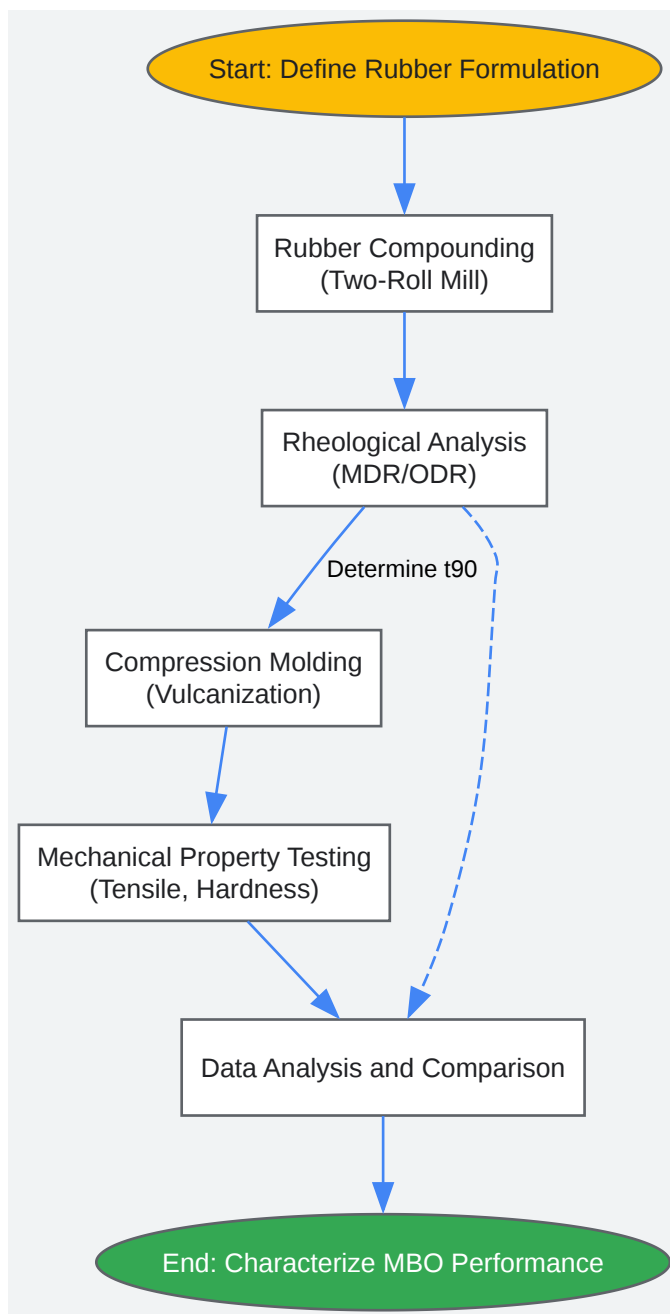 Start: Define Rubber Formulation
Rubber Compounding
(Two-Roll Mill)
Rheological Analysis
(MDR/ODR)
Determine t90
Compression Molding
(Vulcanization)
Mechanical Property Testing
(Tensile, Hardness)
Data Analysis and Comparison
End: Characterize MBO Performance